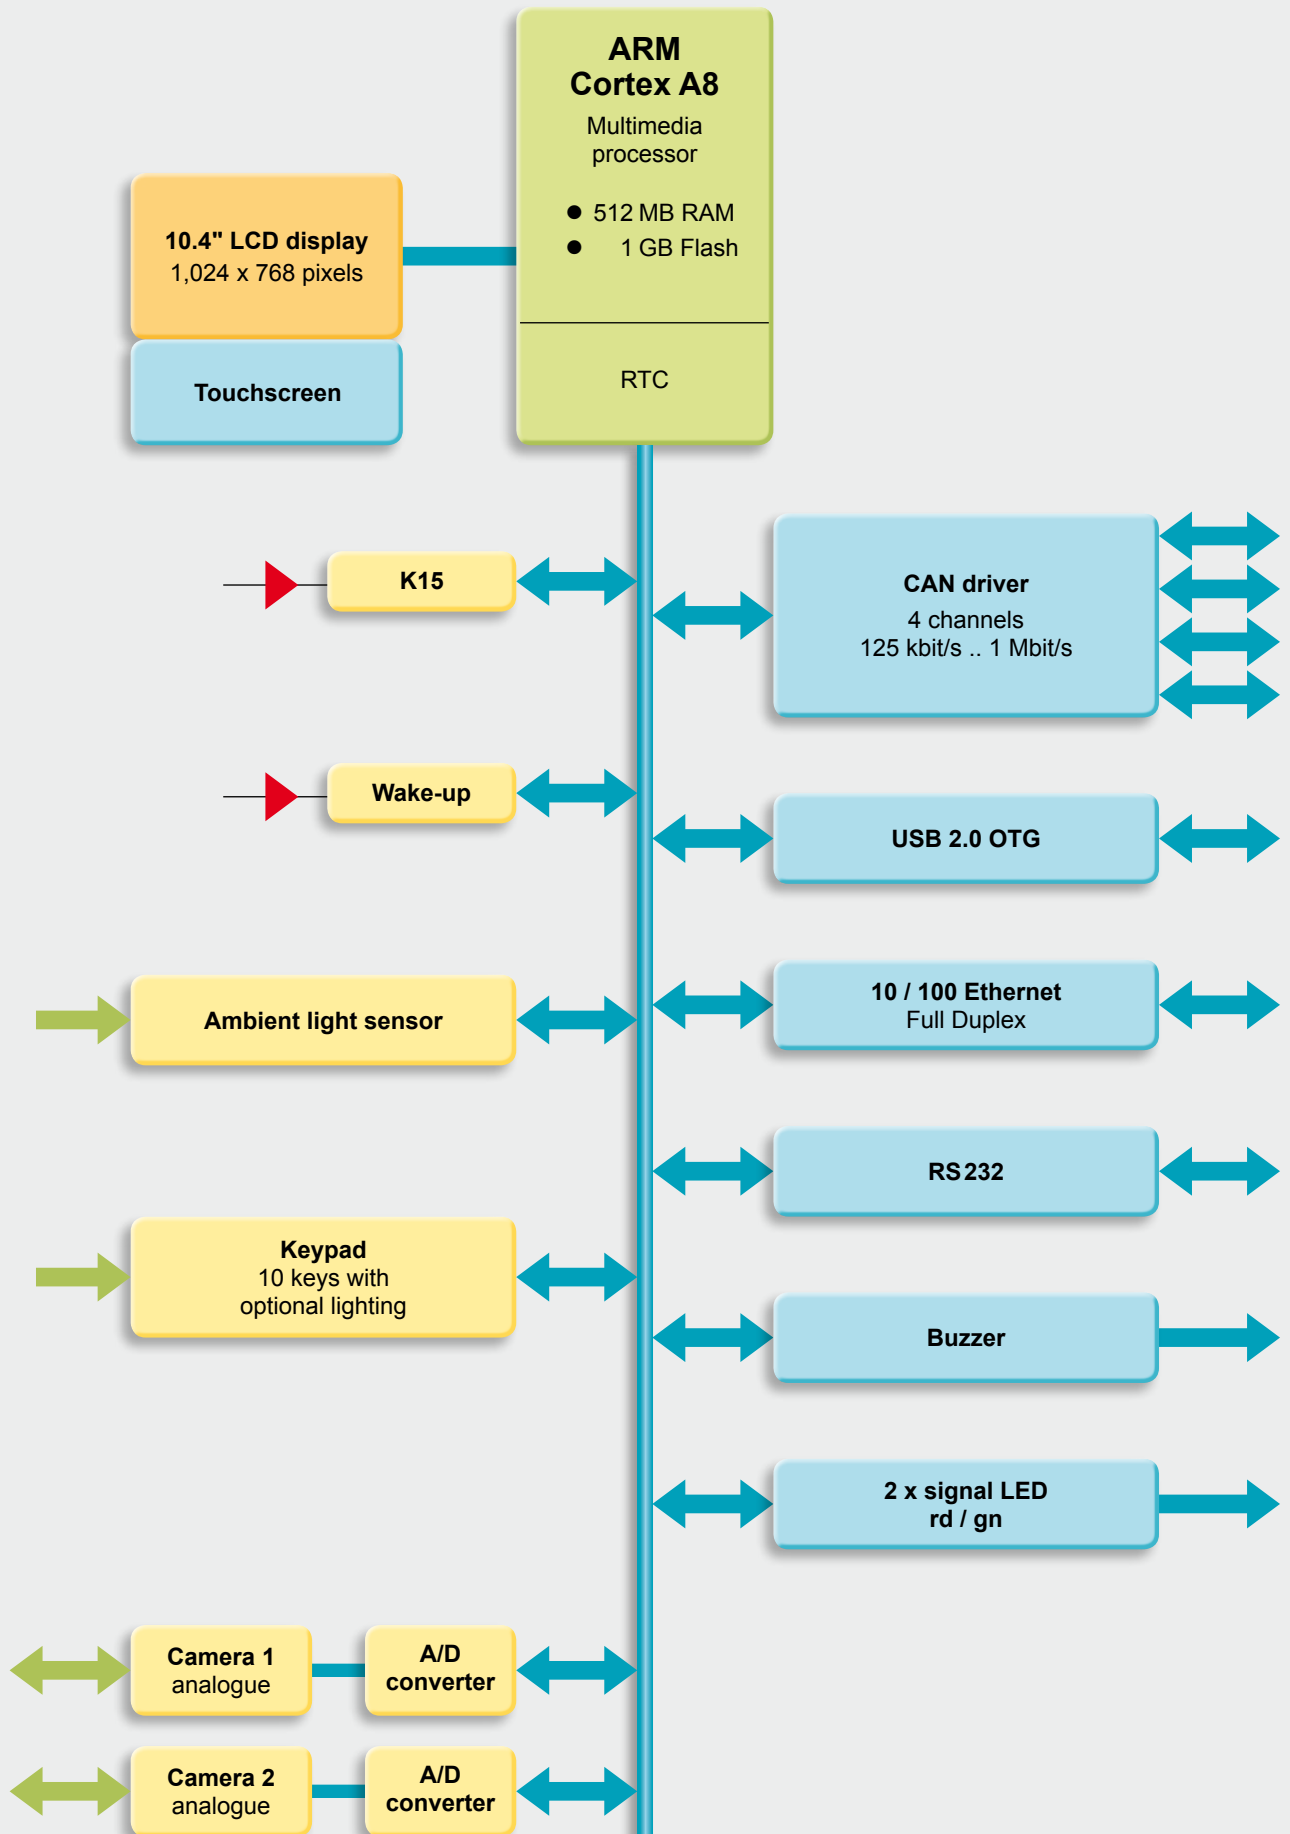 ARM
Cortex A8
Multimedia
processor
● 512 MB RAM
● 1 GB Flash
RTC
10.4" LCD display
1,024 x 768 pixels
Touchscreen
K15
CAN driver
4 channels
125 kbit/s .. 1 Mbit/s
Wake-up
USB 2.0 OTG
Ambient light sensor
10 / 100 Ethernet
Full Duplex
RS232
Keypad
10 keys with
optional lighting
Buzzer
2 x signal LED
rd / gn
Camera 1
analogue
A/D
converter
Camera 2
analogue
A/D
converter